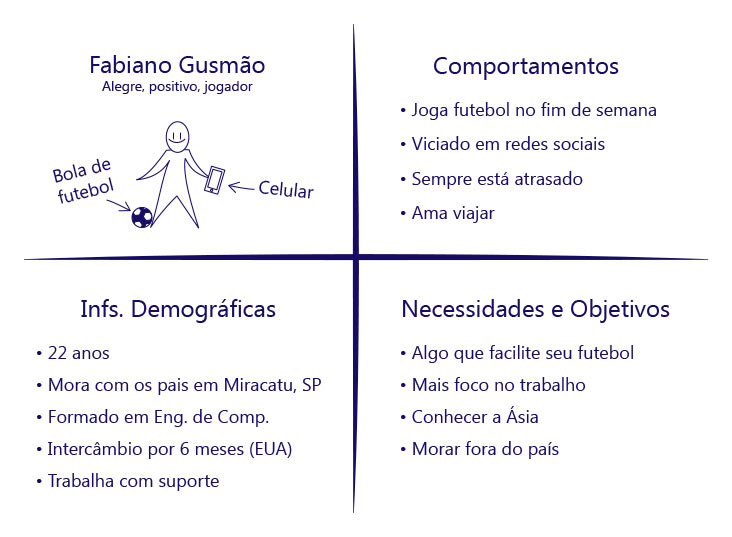 Fabiano Gusmão
Alegre, positivo, jogador
Bola de
futebol
Celular
Comportamentos
• Joga futebol no fim de semana
• Viciado em redes sociais
• Sempre está atrasado
• Ama viajar
Infs. Demográficas
• 22 anos
• Mora com os pais em Miracatu, SP
• Formado em Eng. de Comp.
• Intercâmbio por 6 meses (EUA)
• Trabalha com suporte
Necessidades e Objetivos
• Algo que facilite seu futebol
• Mais foco no trabalho
• Conhecer a Ásia
• Morar fora do país